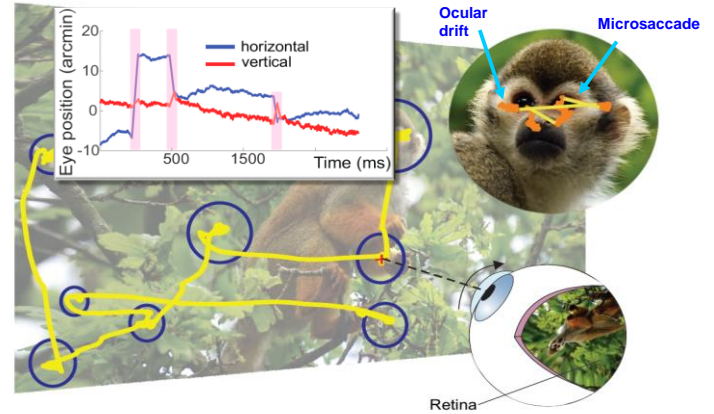 Eye position (arcmin)
20
10
0
-10
horizontal
vertical
500
1500
Time (ms)
Ocular
drift
Microsaccade
Retina